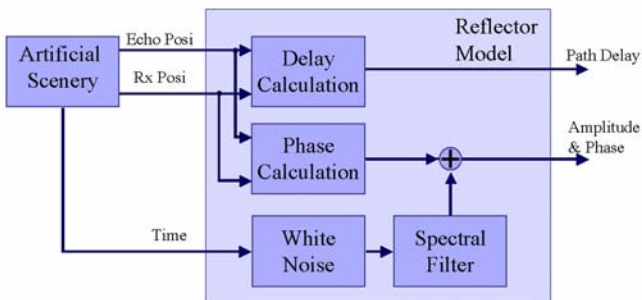 Artificial
Scenery
Echo Posi
Rx Posi
Time
Reflector
Model
Delay
Calculation
Path Delay
Phase
Calculation
+
Amplitude
& Phase
White
Noise
Spectral
Filter